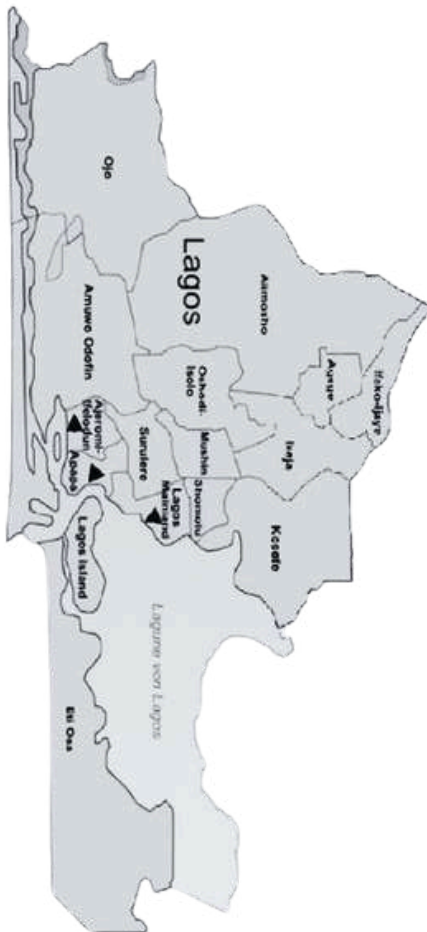 Ifako-Ijaye
Agege
Alimosho
Ikeja
Kosofe
Lagos
Oshodi-
Isolo
Mushin
Shomolu
Ojo
Amuwo Odofin
Surulere
Lagos
Mainland
Ajeromi-
Ifelodun
Apapa
Lagos Island
Lagune von Lagos
Eti Osa